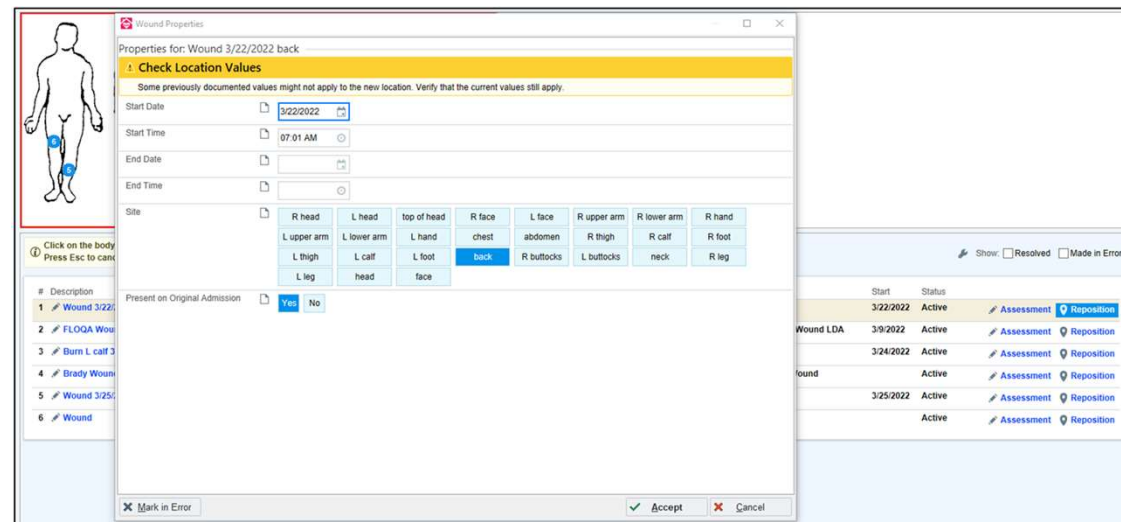 Wound Properties
Properties for: Wound 3/22/2022 back
Check Location Values
Some previously documented values might not apply to the new location. Verify that the current values still apply.
Start Date 3/22/2022
Start Time 07:01 AM
End Date
End Time
Site R head L head top of head R face L face R upper arm R lower arm R hand
L upper arm L lower arm L hand chest abdomen R thigh R calf R foot
L thigh L calf L foot back R buttocks L buttocks neck R leg
L leg head face
Present on Original Admission Yes No
Mark in Error Accept Cancel
6
5
Click on the body
Press Esc to canc
Show: Resolved Made in Error
# Description Start Status
1 Wound 3/22/ 3/22/2022 Active Assessment Reposition
2 FLOQA Wou Wound LDA 3/9/2022 Active Assessment Reposition
3 Burn L calf 3 3/24/2022 Active Assessment Reposition
4 Brady Woun ound Active Assessment Reposition
5 Wound 3/25/ 3/25/2022 Active Assessment Reposition
6 Wound Active Assessment Reposition